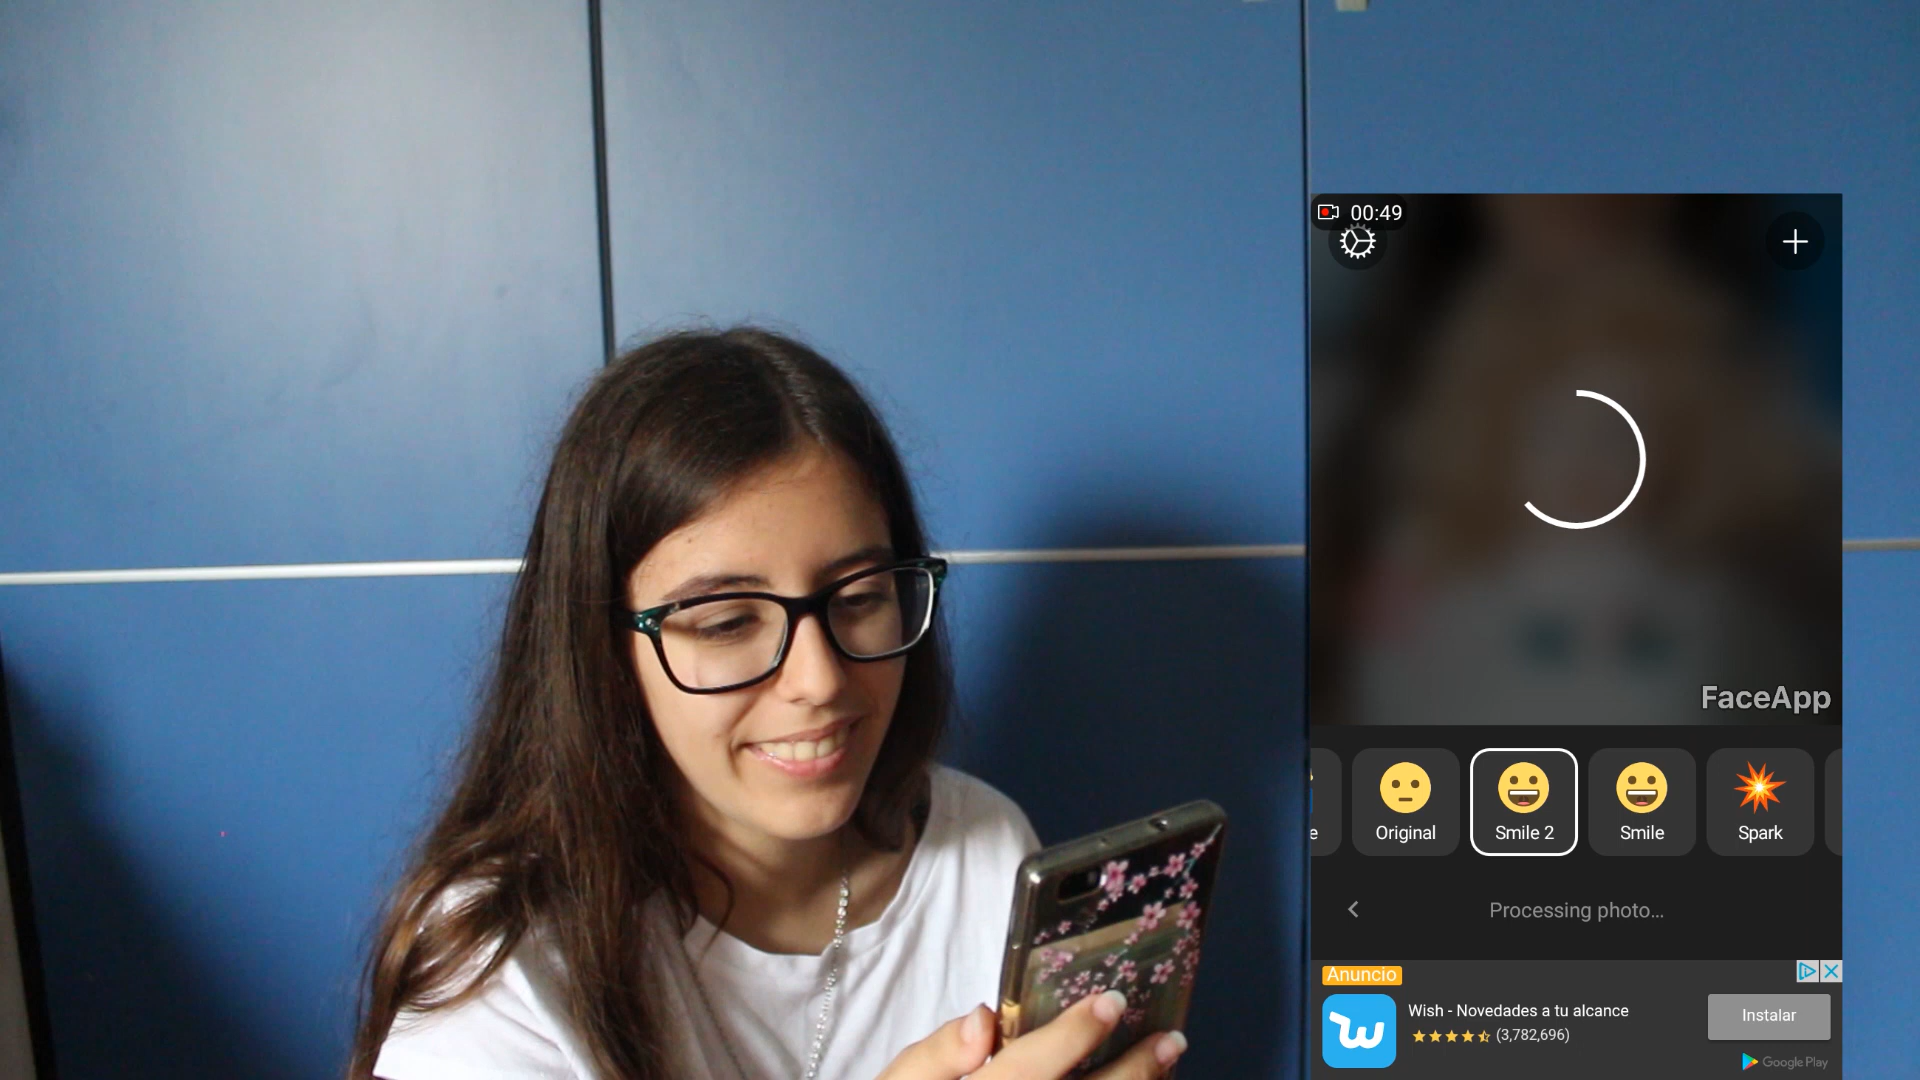 00:49
FaceApp
e
Original
Smile 2
Smile
Spark
Processing photo...
Anuncio
Wish - Novedades a tu alcance
(3,782,696)
Instalar
Google Play